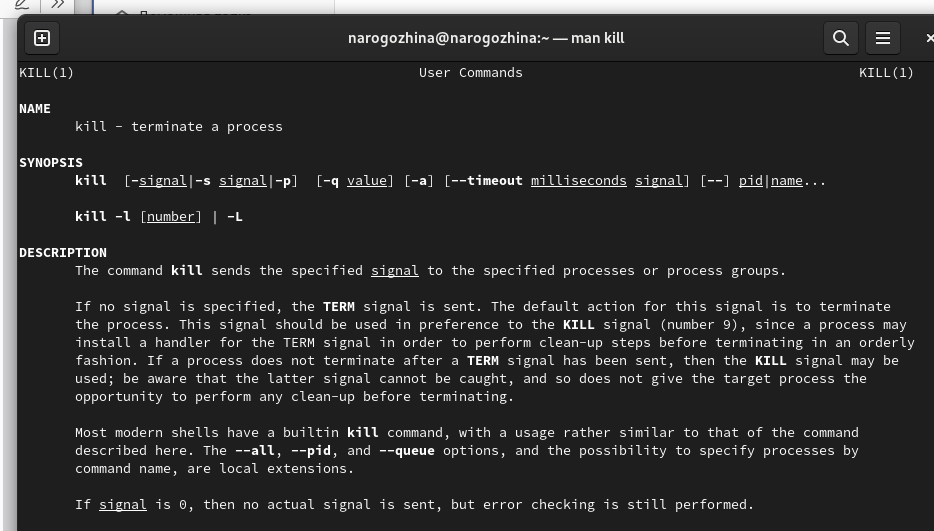 narogozhina@narogozhina:~ — man kill
KILL(1) User Commands KILL(1)
NAME
kill - terminate a process
SYNOPSIS
kill [-signal|-s signal|-p] [-q value] [-a] [--timeout milliseconds signal] [--] pid|name...
kill -l [number] | -L
DESCRIPTION
The command kill sends the specified signal to the specified processes or process groups.
If no signal is specified, the TERM signal is sent. The default action for this signal is to terminate
the process. This signal should be used in preference to the KILL signal (number 9), since a process may
install a handler for the TERM signal in order to perform clean-up steps before terminating in an orderly
fashion. If a process does not terminate after a TERM signal has been sent, then the KILL signal may be
used; be aware that the latter signal cannot be caught, and so does not give the target process the
opportunity to perform any clean-up before terminating.
Most modern shells have a builtin kill command, with a usage rather similar to that of the command
described here. The --all, --pid, and --queue options, and the possibility to specify processes by
command name, are local extensions.
If signal is 0, then no actual signal is sent, but error checking is still performed.